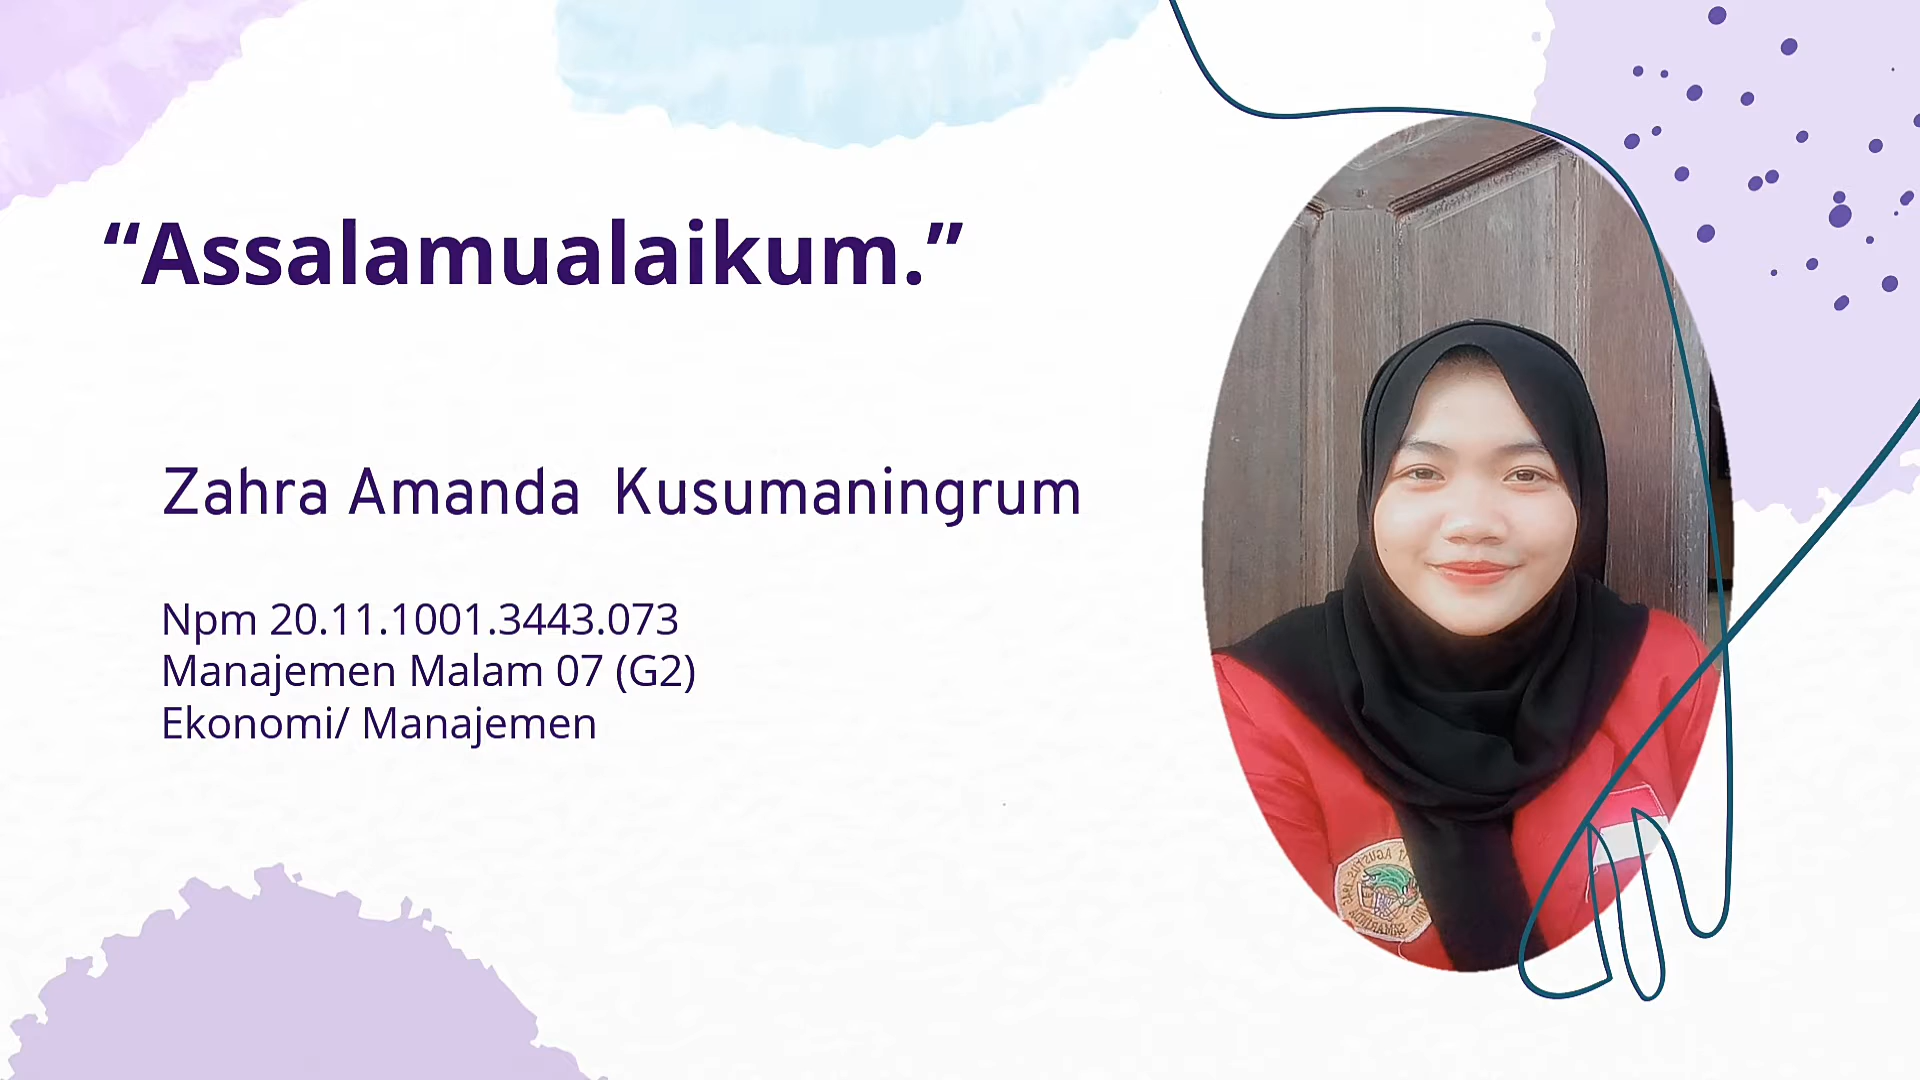 “Assalamualaikum.”
Zahra Amanda Kusumaningrum
Npm 20.11.1001.3443.073
Manajemen Malam 07 (G2)
Ekonomi/ Manajemen